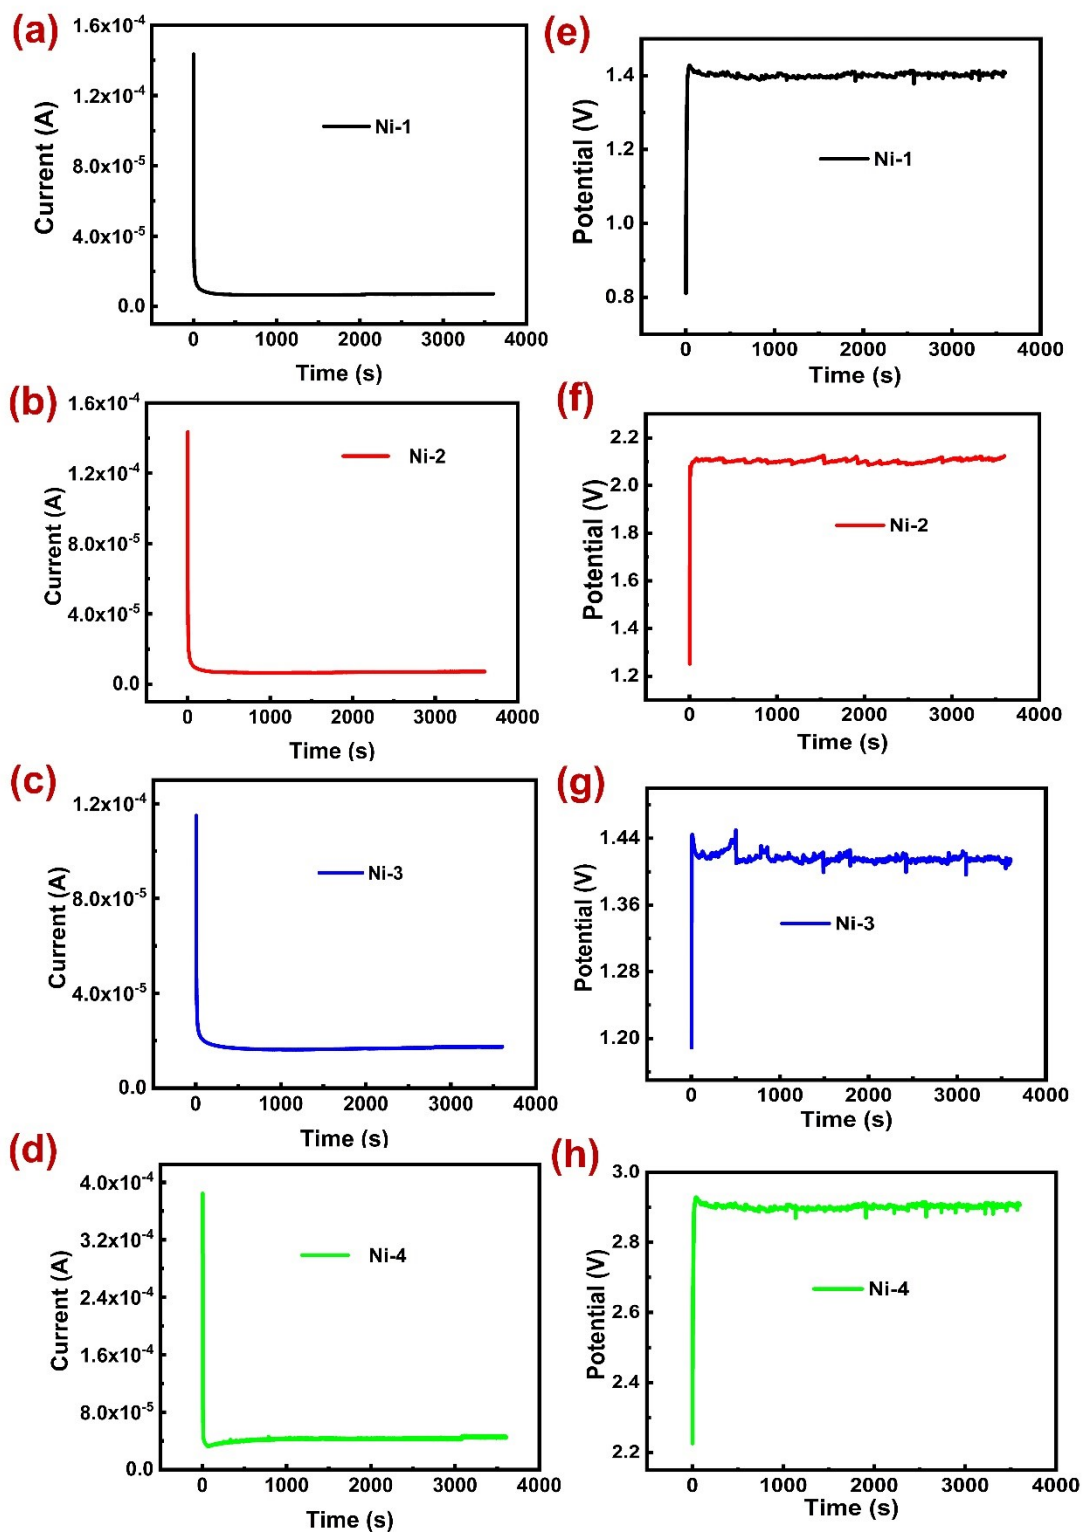 (a)
Current (A)
1.6x10⁻⁴
1.2x10⁻⁴
8.0x10⁻⁵
4.0x10⁻⁵
0.0
Ni-1
0 1000 2000 3000 4000
Time (s)
(e)
Potential (V)
1.4
1.2
1.0
0.8
Ni-1
0 1000 2000 3000 4000
Time (s)
(b)
Current (A)
1.6x10⁻⁴
1.2x10⁻⁴
8.0x10⁻⁵
4.0x10⁻⁵
0.0
Ni-2
0 1000 2000 3000 4000
Time (s)
(f)
Potential (V)
2.2
2.0
1.8
1.6
1.4
1.2
Ni-2
0 1000 2000 3000 4000
Time (s)
(c)
Current (A)
1.2x10⁻⁴
8.0x10⁻⁵
4.0x10⁻⁵
0.0
Ni-3
0 1000 2000 3000 4000
Time (s)
(g)
Potential (V)
1.44
1.36
1.28
1.20
Ni-3
0 1000 2000 3000 4000
Time (s)
(d)
Current (A)
4.0x10⁻⁴
3.2x10⁻⁴
2.4x10⁻⁴
1.6x10⁻⁴
8.0x10⁻⁵
0.0
Ni-4
0 1000 2000 3000 4000
Time (s)
(h)
Potential (V)
3.0
2.8
2.6
2.4
2.2
Ni-4
0 1000 2000 3000 4000
Time (s)